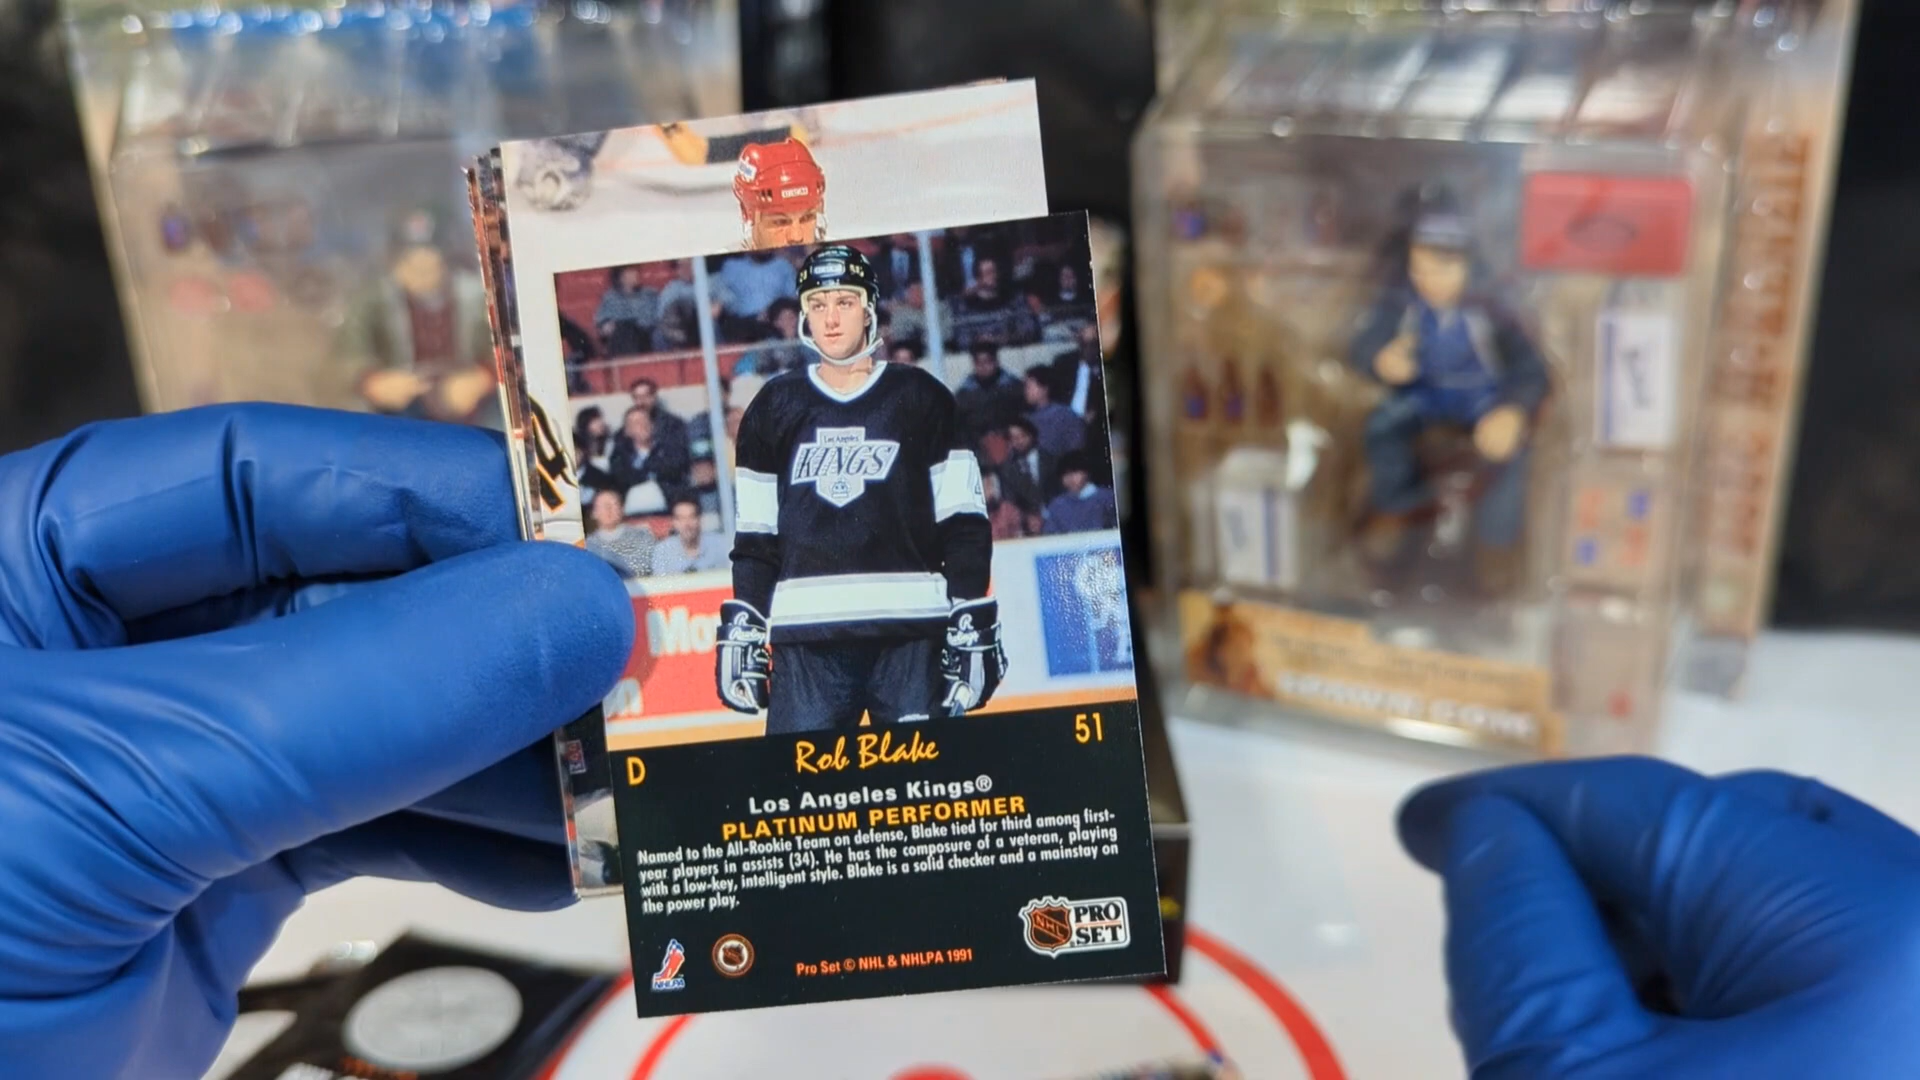 Los Angeles
KINGS
R
Rawlings
R
D
Rob Blake
51
Los Angeles Kings®
PLATINUM PERFORMER
Named to the All-Rookie Team on defense, Blake tied for third among first-
year players in assists (34). He has the composure of a veteran, playing
with a low-key, intelligent style. Blake is a solid checker and a mainstay on
the power play.
NHL
PRO
SET
NHLPA
Pro Set © NHL & NHLPA 1991